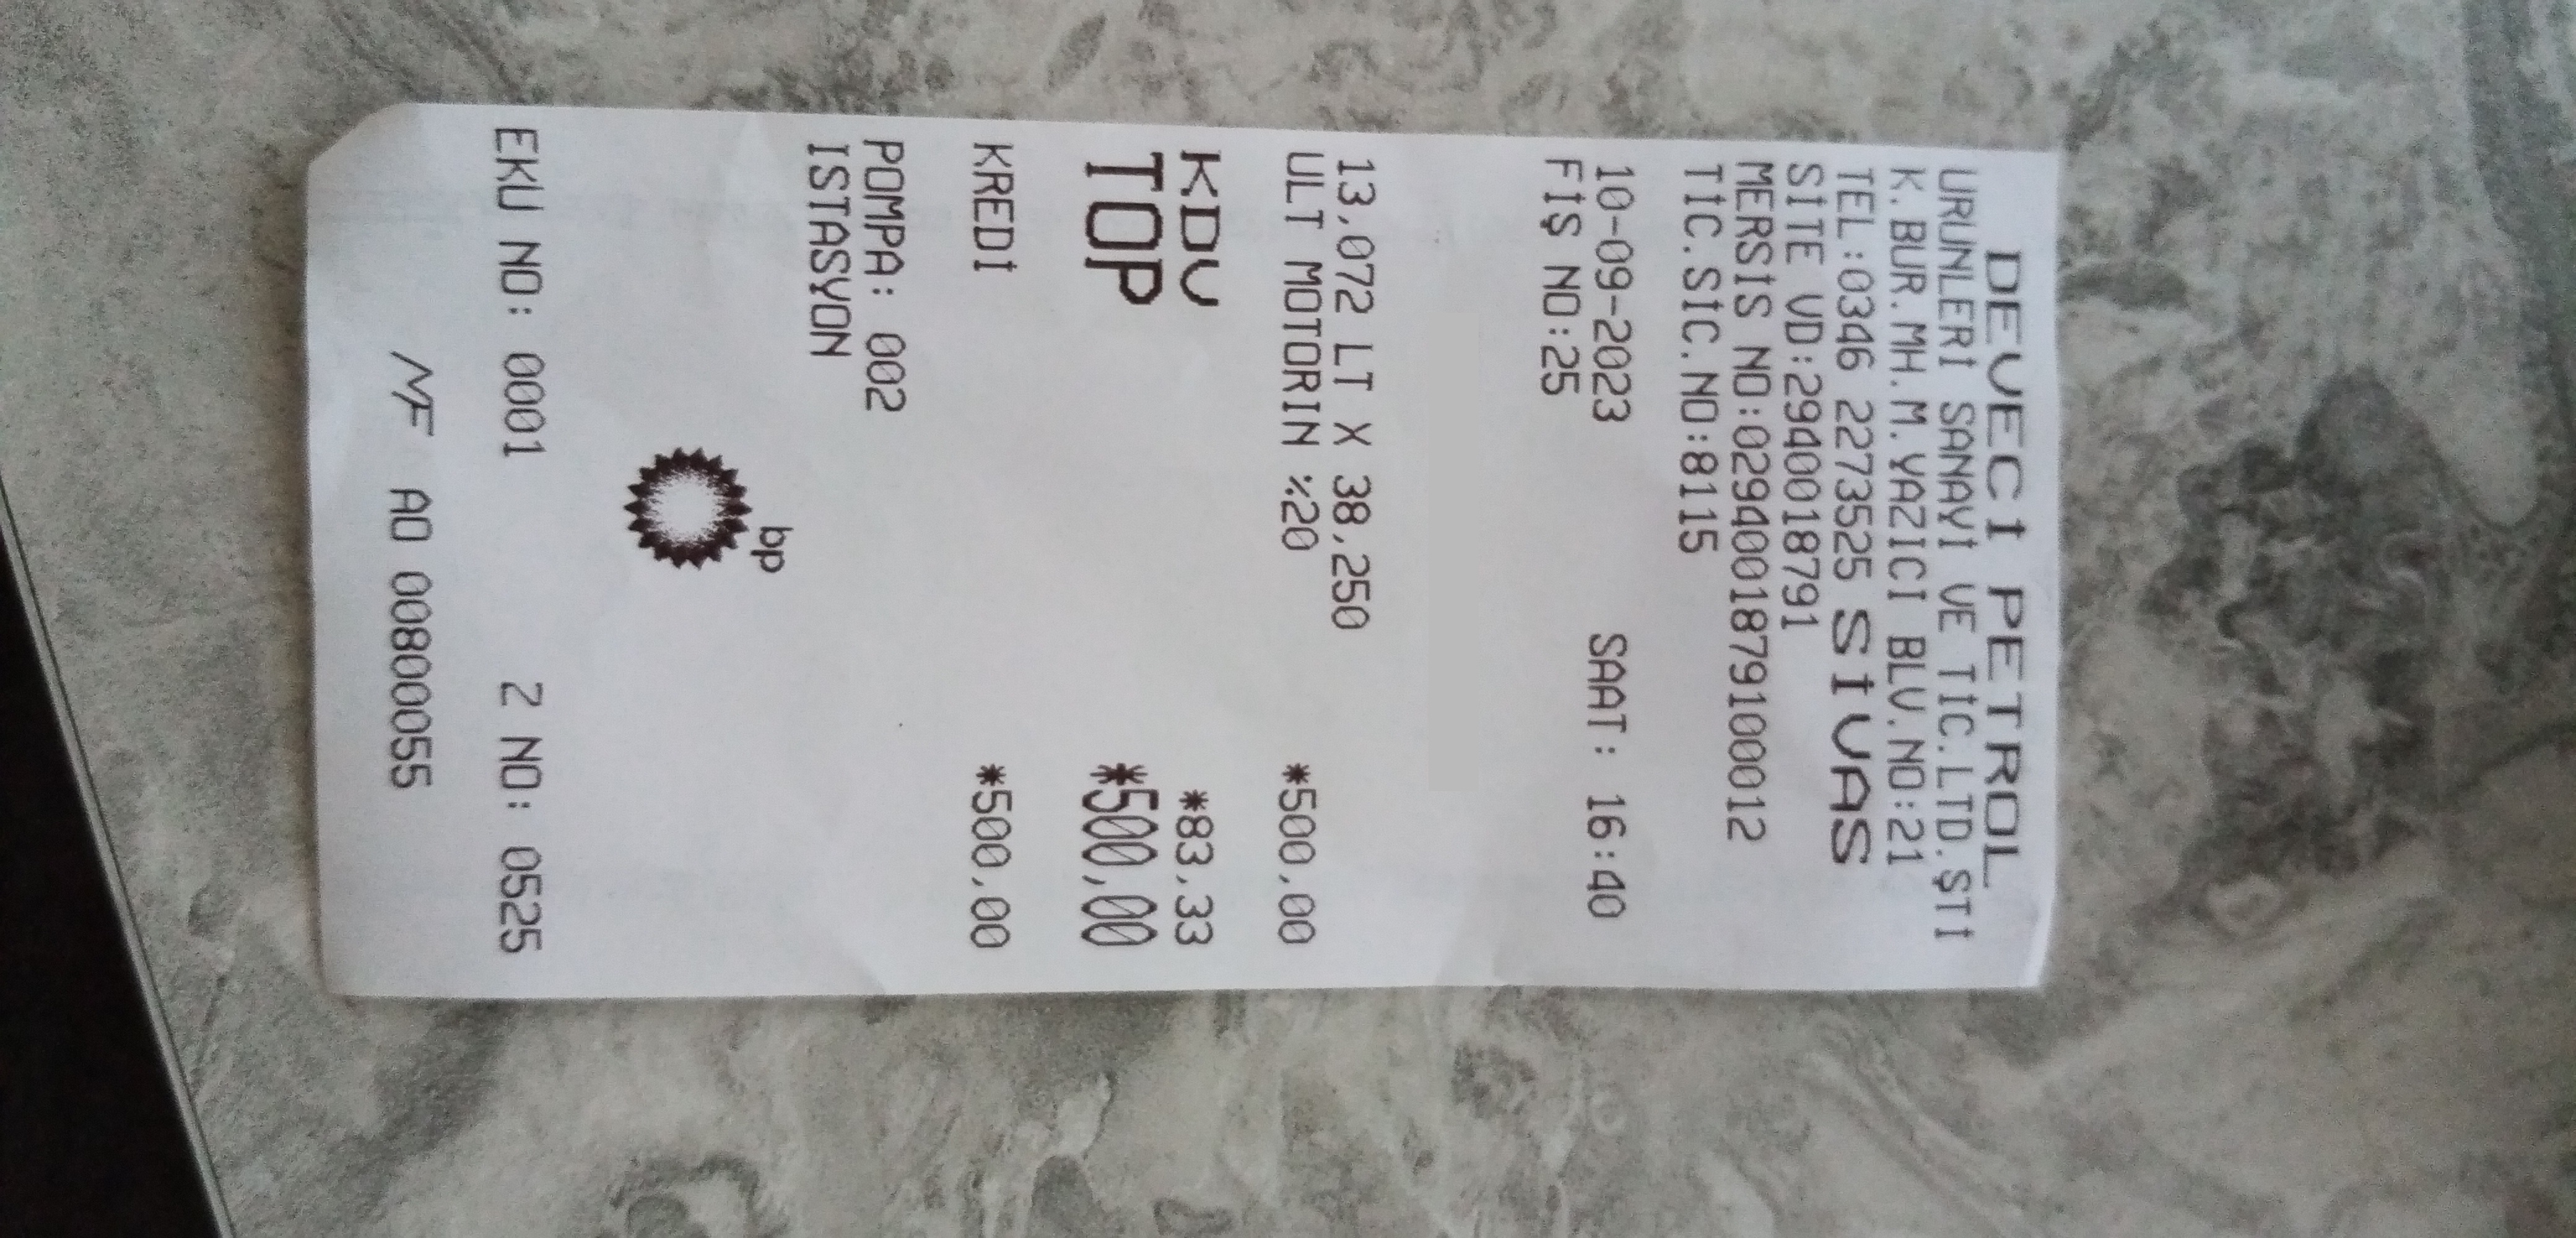 DEVECİ PETROL
URUNLERI SANAYİ VE TİC.LTD.ŞTİ
K.BUR.MH.M.YAZICI BLV.NO:21
TEL:0346 2273525 SİVAS
SİTE VD:2940018791
MERSİS NO:0294001879100012
TİC.SİC.NO:8115
10-09-2023 SAAT: 16:40
FİŞ NO:25
13,072 LT X 38,250
ULT MOTORIN %20 *500,00
KDV *83,33
TOP *500,00
KREDI *500,00
POMPA: 002
ISTASYON
bp
EKU NO: 0001 Z NO: 0525
MF AO 00800055